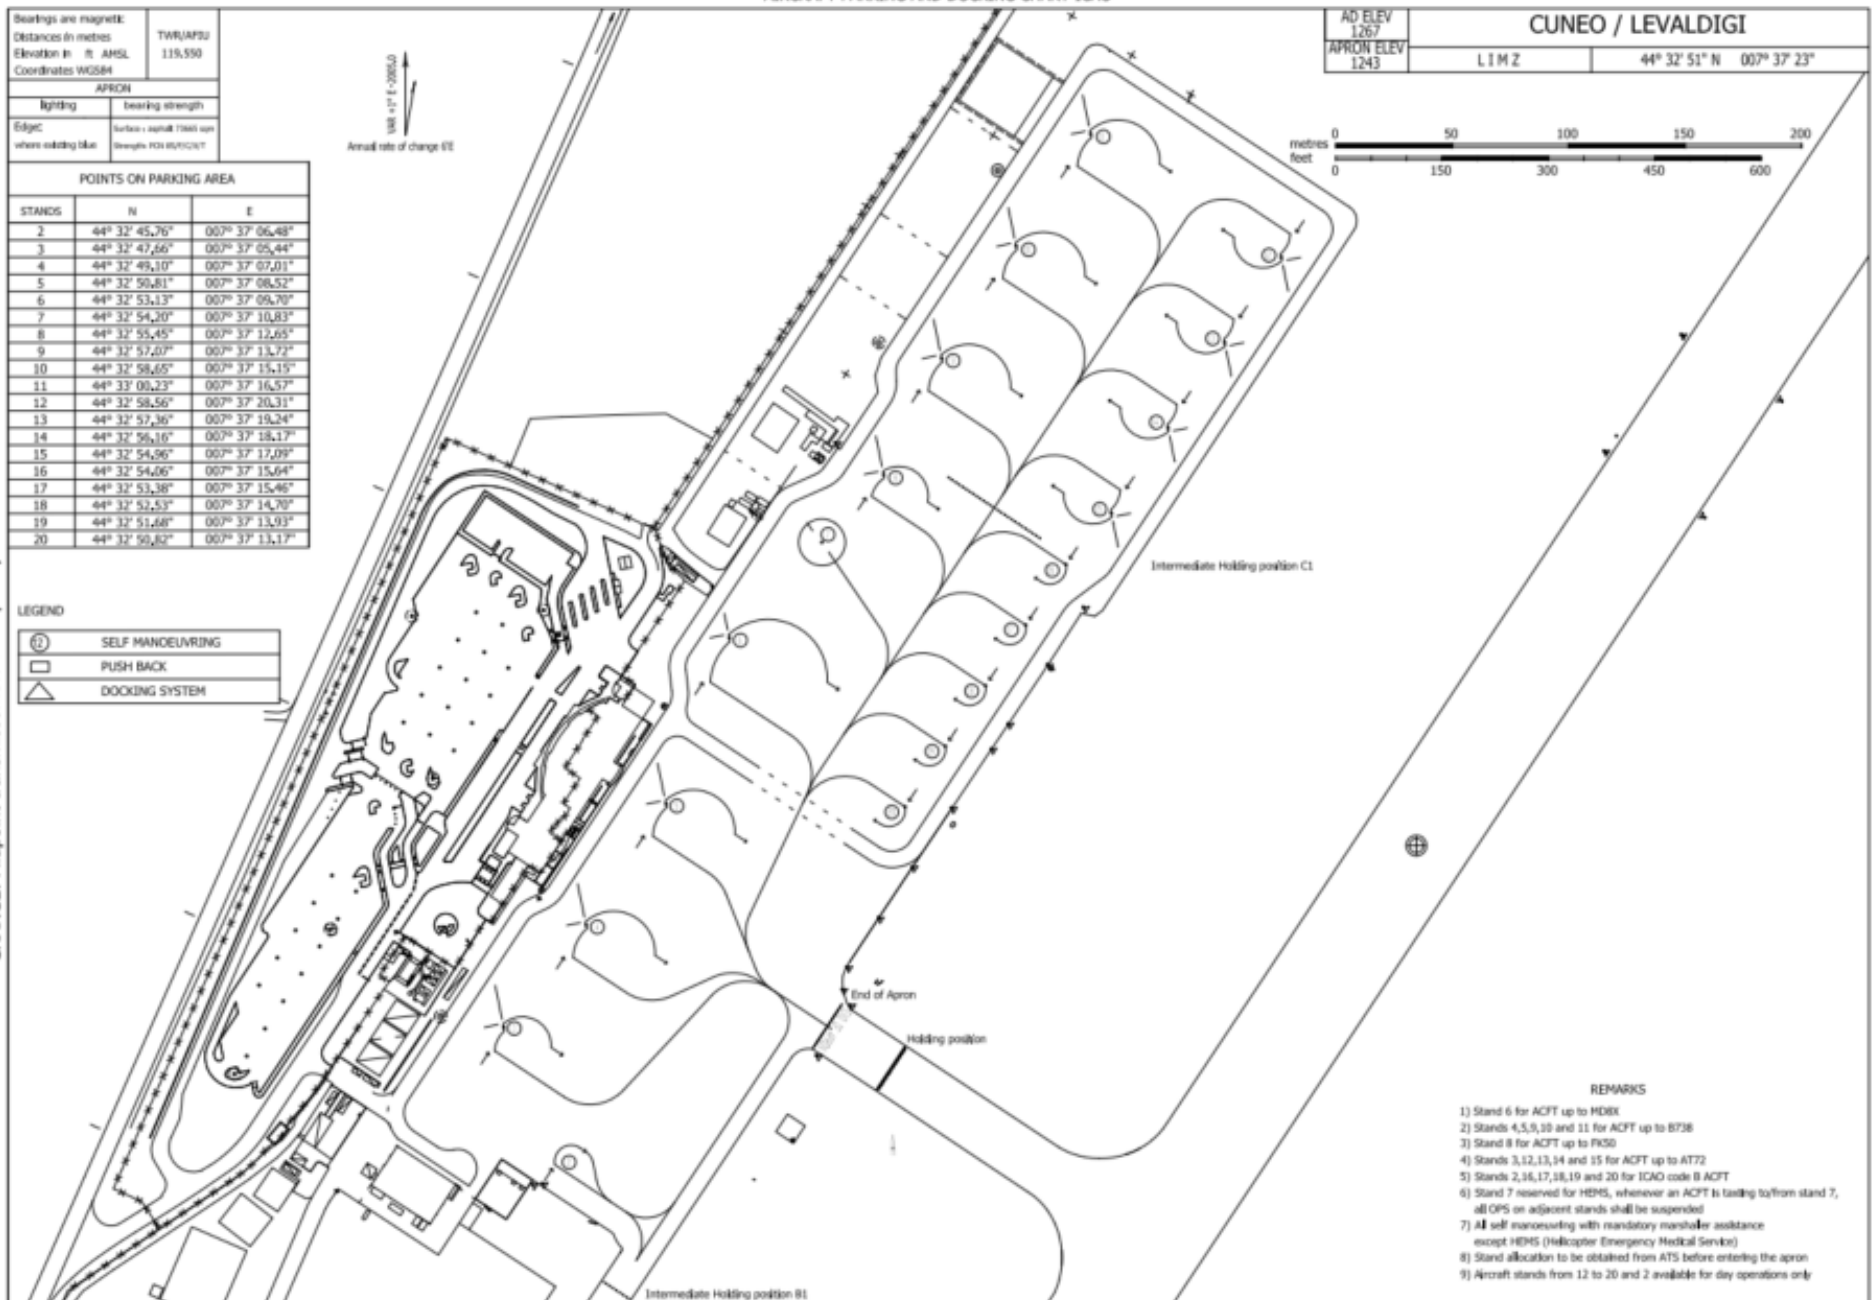 Bearings are magnetic
Distances in metres
Elevation in ft AMSL
Coordinates WGS84
TWR/AFIU
119,550
APRON
lighting bearing strength
Edge:
where existing blue
Surface : asphalt
Strength: PCN
VAR +1° E -2005,0
Annual rate of change 6'E
AD ELEV
1267
APRON ELEV
1243
CUNEO / LEVALDIGI
L I M Z
44° 32' 51" N 007° 37' 23"
metres 0 50 100 150 200
feet 0 150 300 450 600
POINTS ON PARKING AREA
STANDS N E
2 44° 32' 45,76" 007° 37' 06,48"
3 44° 32' 47,66" 007° 37' 05,44"
4 44° 32' 49,10" 007° 37' 07,01"
5 44° 32' 50,81" 007° 37' 08,52"
6 44° 32' 53,13" 007° 37' 09,70"
7 44° 32' 54,20" 007° 37' 10,83"
8 44° 32' 55,45" 007° 37' 12,65"
9 44° 32' 57,07" 007° 37' 13,72"
10 44° 32' 58,65" 007° 37' 15,15"
11 44° 33' 00,23" 007° 37' 16,57"
12 44° 32' 58,56" 007° 37' 20,31"
13 44° 32' 57,36" 007° 37' 19,24"
14 44° 32' 56,16" 007° 37' 18,17"
15 44° 32' 54,96" 007° 37' 17,09"
16 44° 32' 54,06" 007° 37' 15,64"
17 44° 32' 53,38" 007° 37' 15,46"
18 44° 32' 52,53" 007° 37' 14,70"
19 44° 32' 51,68" 007° 37' 13,93"
20 44° 32' 50,82" 007° 37' 13,17"
LEGEND
12 SELF MANOEUVRING
PUSH BACK
DOCKING SYSTEM
Intermediate Holding position C1
End of Apron
Holding position
Intermediate Holding position B1
REMARKS
1) Stand 6 for ACFT up to MD8X
2) Stands 4,5,9,10 and 11 for ACFT up to B738
3) Stand 8 for ACFT up to FK50
4) Stands 3,12,13,14 and 15 for ACFT up to AT72
5) Stands 2,16,17,18,19 and 20 for ICAO code B ACFT
6) Stand 7 reserved for HEMS, whenever an ACFT is taxiing to/from stand 7,
all OPS on adjacent stands shall be suspended
7) All self manoeuvring with mandatory marshaller assistance
except HEMS (Helicopter Emergency Medical Service)
8) Stand allocation to be obtained from ATS before entering the apron
9) Aircraft stands from 12 to 20 and 2 available for day operations only